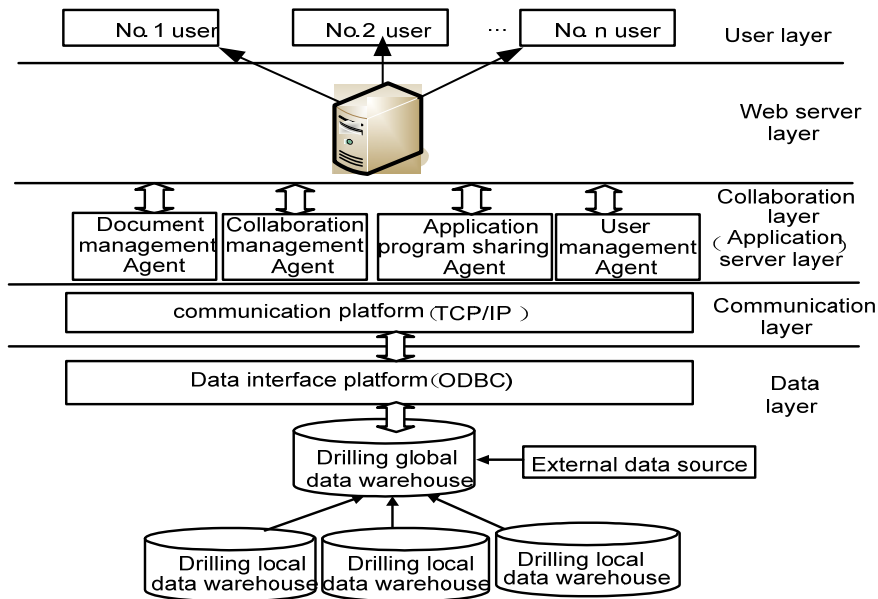 No. 1 user
No. 2 user
...
No. n user
User layer
Web server
layer
Collaboration
layer
(Application)
server layer
Document
management
Agent
Collaboration
management
Agent
Application
program sharing
Agent
User
management
Agent
communication platform (TCP/IP )
Communication
layer
Data interface platform (ODBC)
Data
layer
Drilling global
data warehouse
External data source
Drilling local
data warehouse
Drilling local
data warehouse
Drilling local
data warehouse